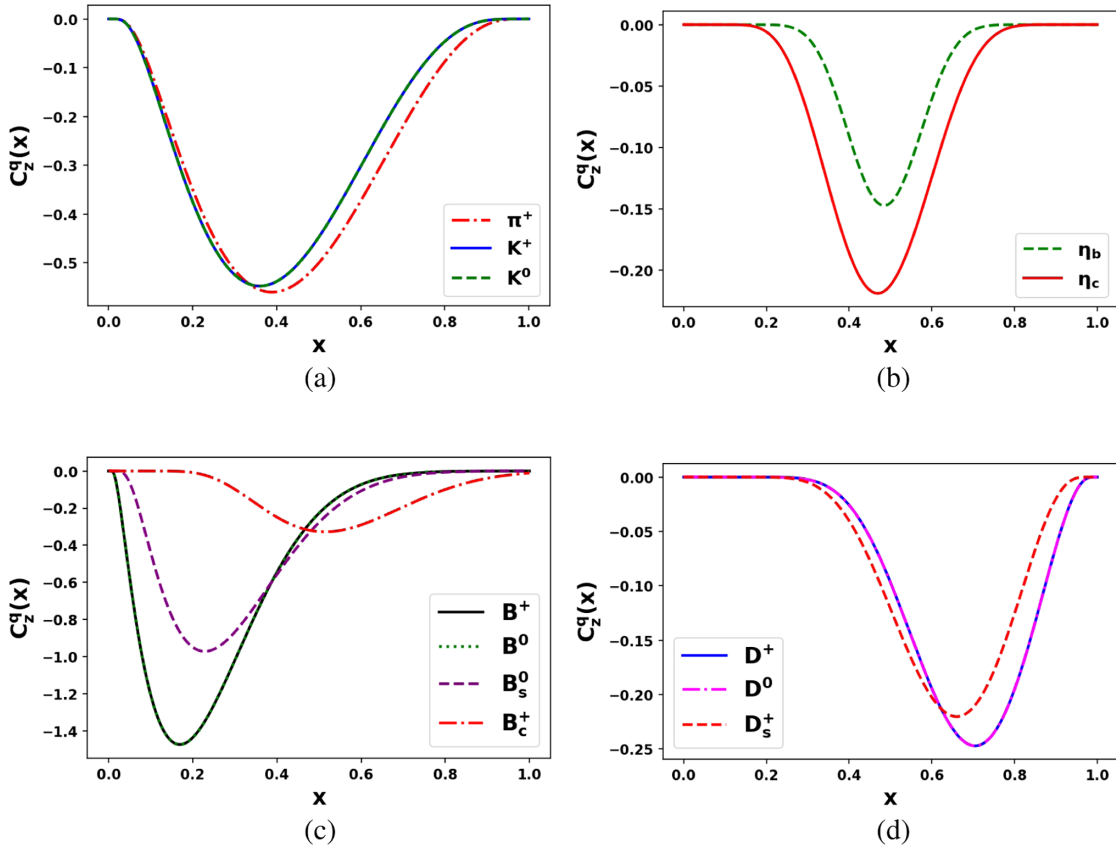 0.0
−0.1
−0.2
−0.3
−0.4
−0.5
C_z^q(x)
π⁺
K⁺
K⁰
0.0 0.2 0.4 0.6 0.8 1.0
x
(a)
0.00
−0.05
−0.10
−0.15
−0.20
C_z^q(x)
η_b
η_c
0.0 0.2 0.4 0.6 0.8 1.0
x
(b)
0.0
−0.2
−0.4
−0.6
−0.8
−1.0
−1.2
−1.4
C_z^q(x)
B⁺
B⁰
B_s^0
B_c^+
0.0 0.2 0.4 0.6 0.8 1.0
x
(c)
0.00
−0.05
−0.10
−0.15
−0.20
−0.25
C_z^q(x)
D⁺
D⁰
D_s^+
0.0 0.2 0.4 0.6 0.8 1.0
x
(d)